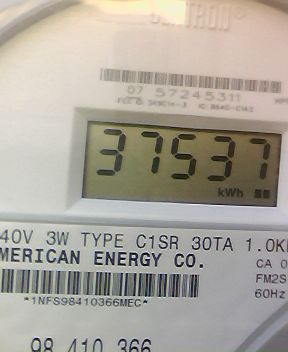 07 57245311
37537
kWh
40V 3W TYPE C1SR 30TA 1.0K
MERICAN ENERGY CO.
CA 0
FM2S
60Hz
*1NFS98410366MEC*
98 410 366